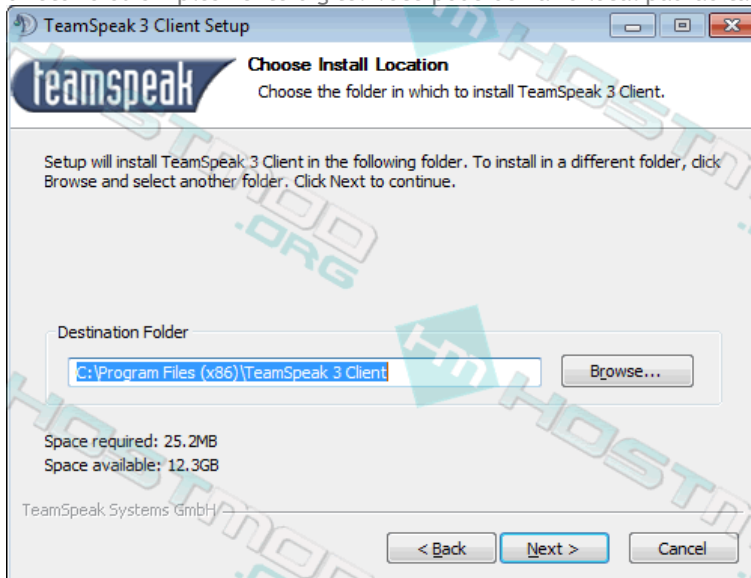 TeamSpeak 3 Client Setup
teamspeak
Choose Install Location
Choose the folder in which to install TeamSpeak 3 Client.
Setup will install TeamSpeak 3 Client in the following folder. To install in a different folder, click
Browse and select another folder. Click Next to continue.
Destination Folder
C:\Program Files (x86)\TeamSpeak 3 Client
Browse...
Space required: 25.2MB
Space available: 12.3GB
TeamSpeak Systems GmbH
< Back
Next >
Cancel
HOSTMOD
.ORG